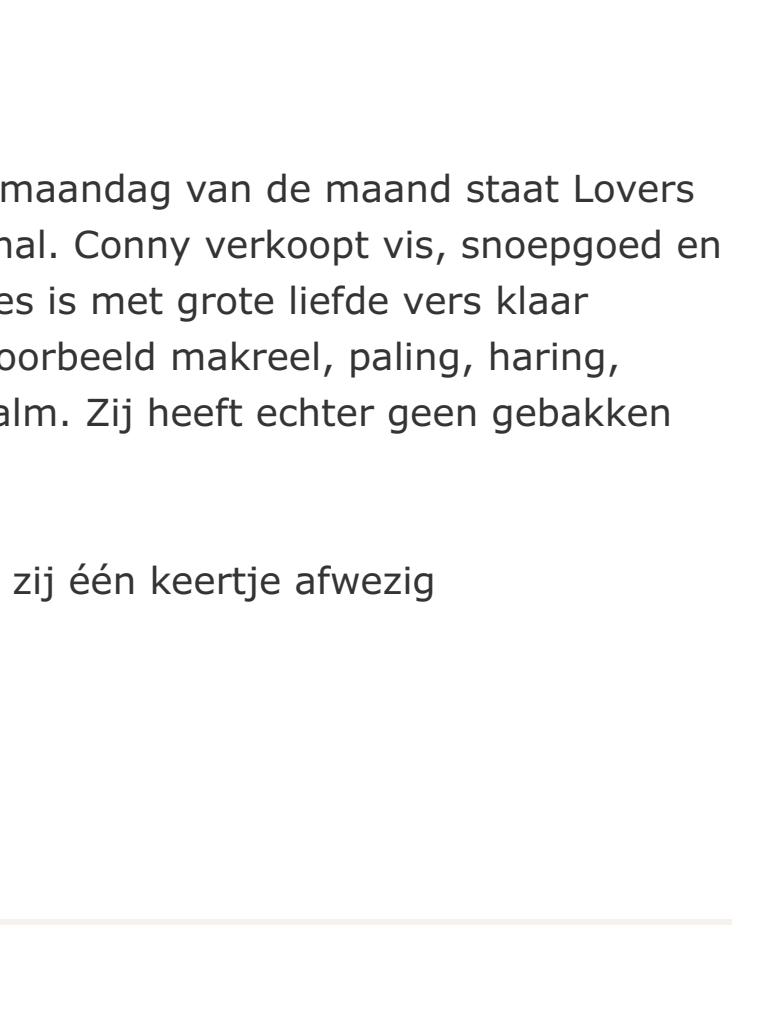 maandag van de maand staat Lovers
al. Conny verkoopt vis, snoepgoed en
es is met grote liefde vers klaar
oorbeeld makreel, paling, haring,
alm. Zij heeft echter geen gebakken
zij één keertje afwezig